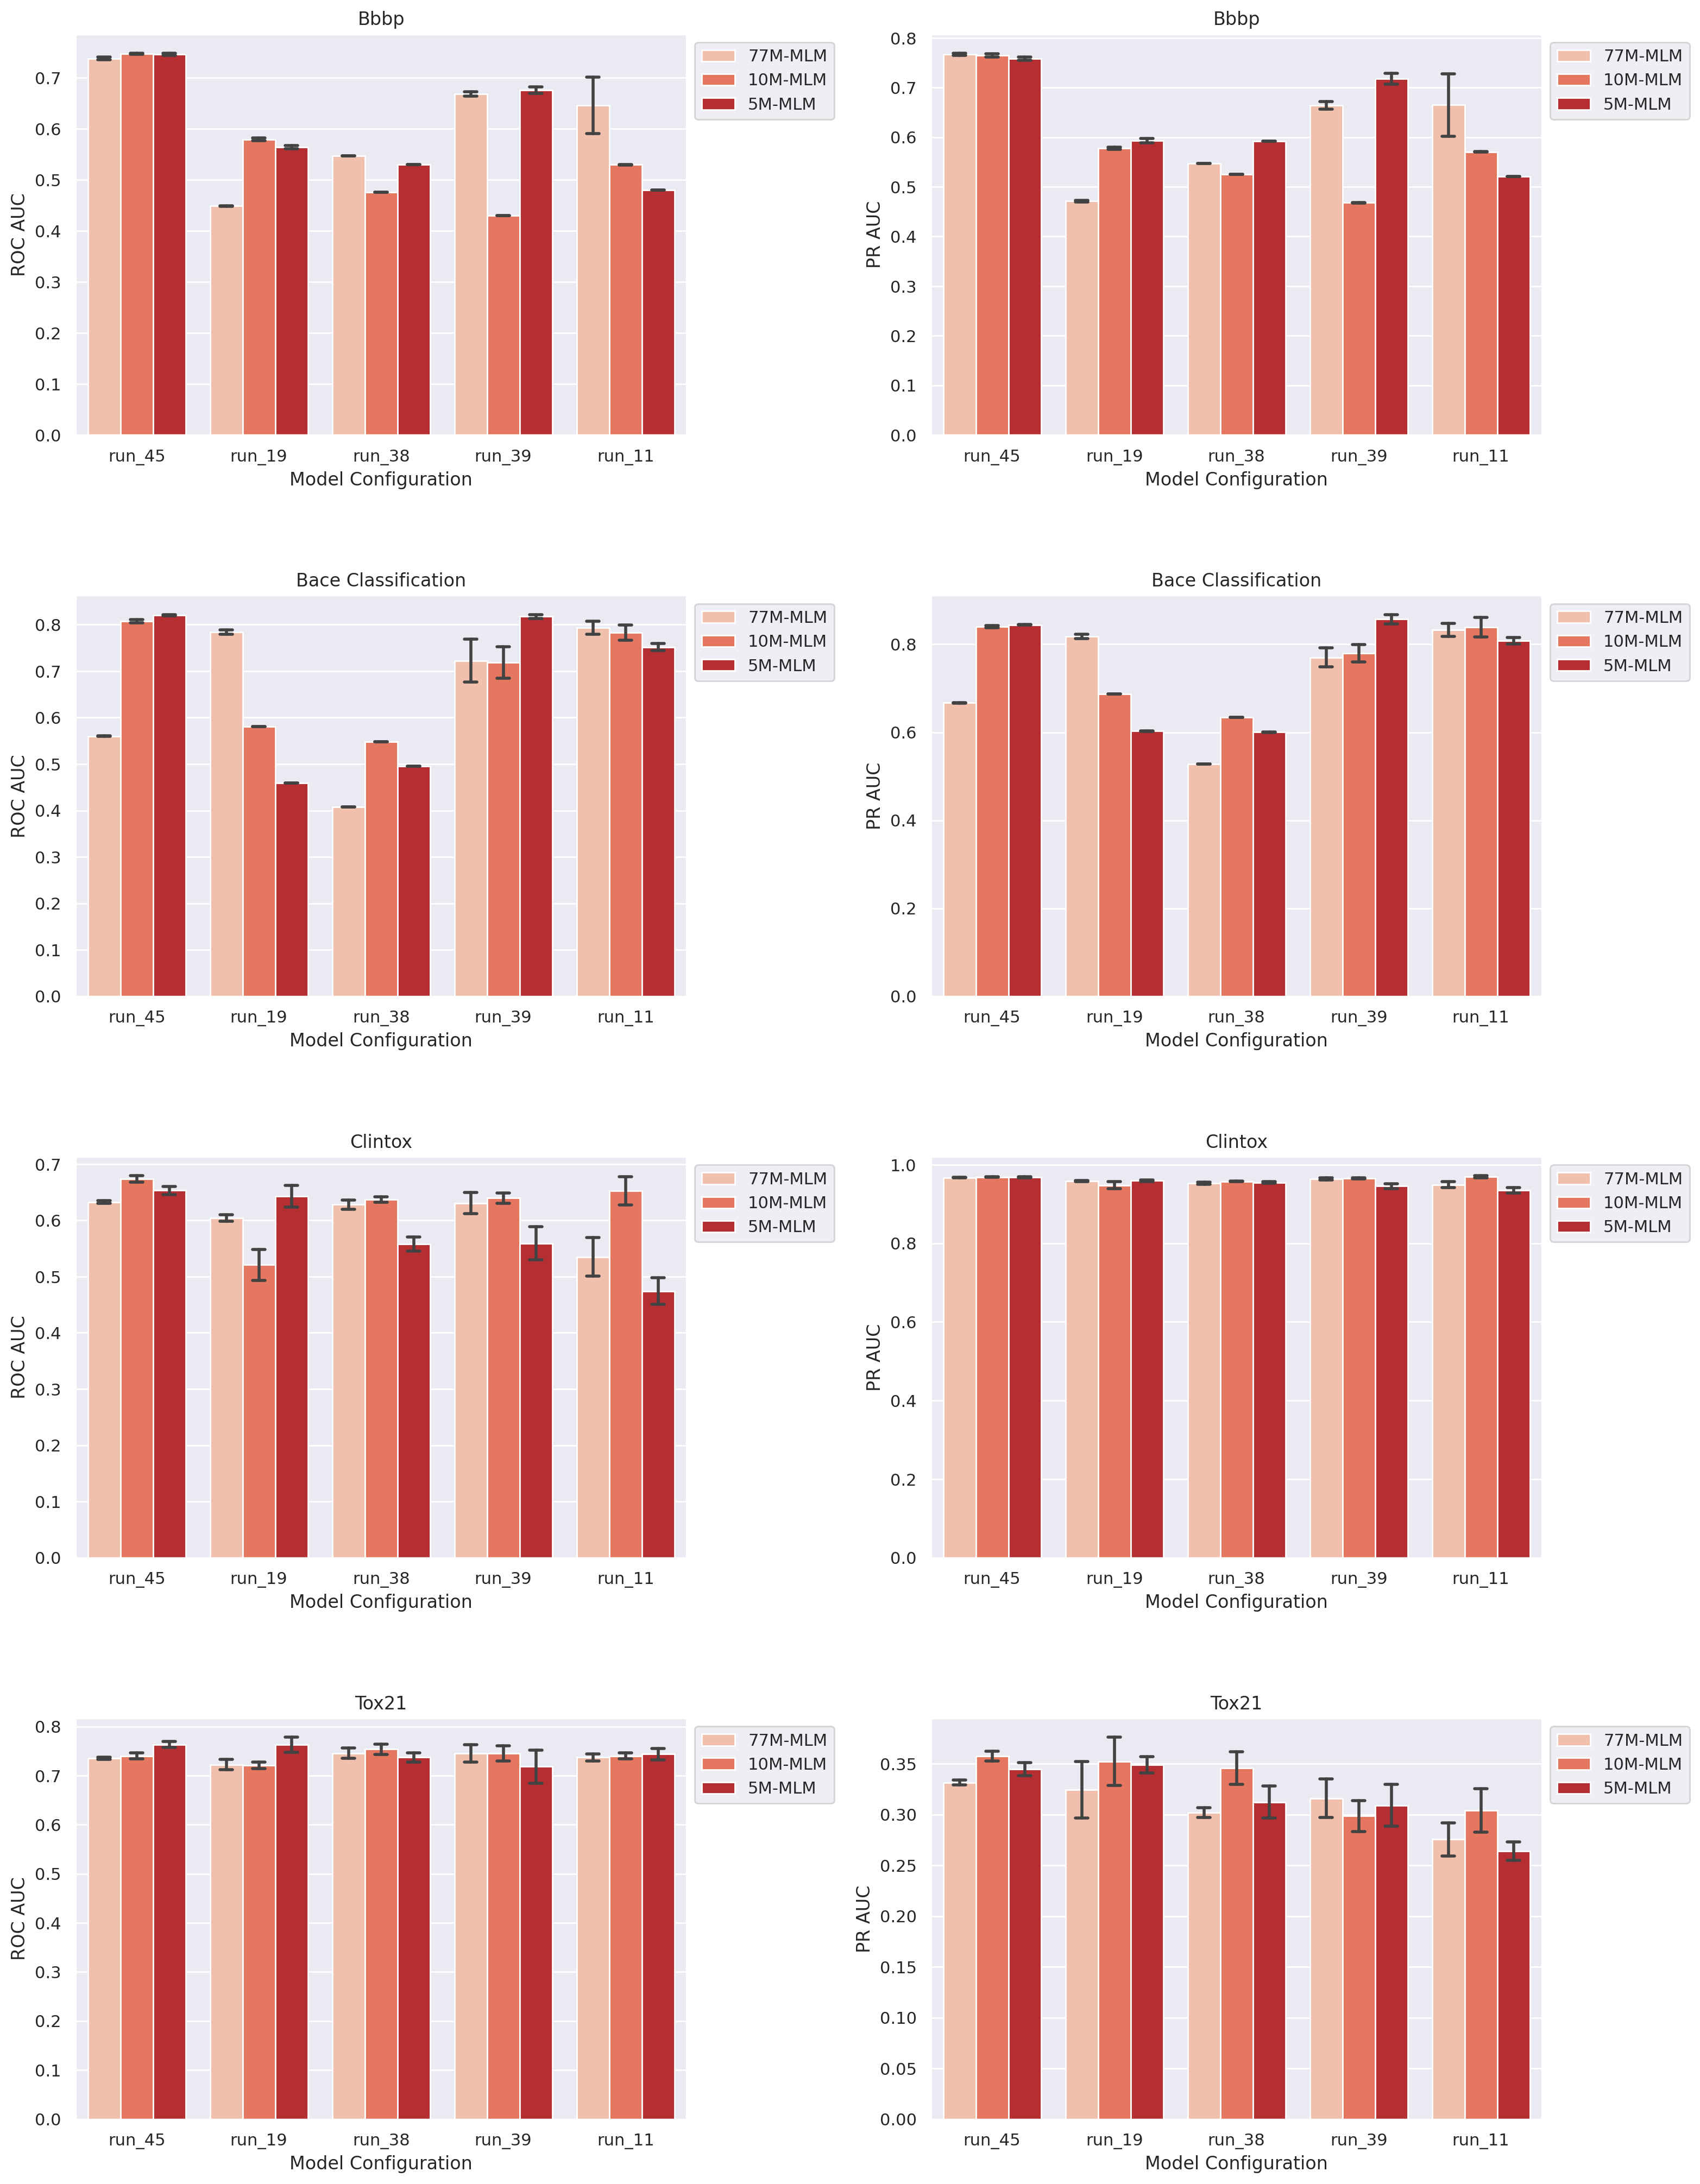 Bbbp
ROC AUC
0.7
0.6
0.5
0.4
0.3
0.2
0.1
0.0
run_45 run_19 run_38 run_39 run_11
Model Configuration
77M-MLM
10M-MLM
5M-MLM
Bbbp
PR AUC
0.8
0.7
0.6
0.5
0.4
0.3
0.2
0.1
0.0
run_45 run_19 run_38 run_39 run_11
Model Configuration
77M-MLM
10M-MLM
5M-MLM
Bace Classification
ROC AUC
0.8
0.7
0.6
0.5
0.4
0.3
0.2
0.1
0.0
run_45 run_19 run_38 run_39 run_11
Model Configuration
77M-MLM
10M-MLM
5M-MLM
Bace Classification
PR AUC
0.8
0.6
0.4
0.2
0.0
run_45 run_19 run_38 run_39 run_11
Model Configuration
77M-MLM
10M-MLM
5M-MLM
Clintox
ROC AUC
0.7
0.6
0.5
0.4
0.3
0.2
0.1
0.0
run_45 run_19 run_38 run_39 run_11
Model Configuration
77M-MLM
10M-MLM
5M-MLM
Clintox
PR AUC
1.0
0.8
0.6
0.4
0.2
0.0
run_45 run_19 run_38 run_39 run_11
Model Configuration
77M-MLM
10M-MLM
5M-MLM
Tox21
ROC AUC
0.8
0.7
0.6
0.5
0.4
0.3
0.2
0.1
0.0
run_45 run_19 run_38 run_39 run_11
Model Configuration
77M-MLM
10M-MLM
5M-MLM
Tox21
PR AUC
0.35
0.30
0.25
0.20
0.15
0.10
0.05
0.00
run_45 run_19 run_38 run_39 run_11
Model Configuration
77M-MLM
10M-MLM
5M-MLM